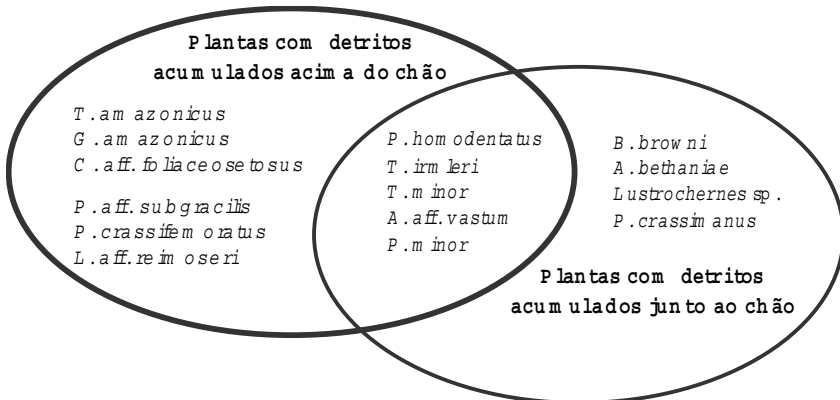 Plantas com detritos
acumulados acima do chão
T. amazonicus
G. amazonicus
C. aff. foliaceosetosus
P. aff. subgracilis
P. crassifemoratus
L. aff. reimoseri
P. homodentatus
T. irmleri
T. minor
A. aff. vastum
P. minor
B. browni
A. bethaniae
Lustrochernes sp.
P. crassimanus
Plantas com detritos
acumulados junto ao chão